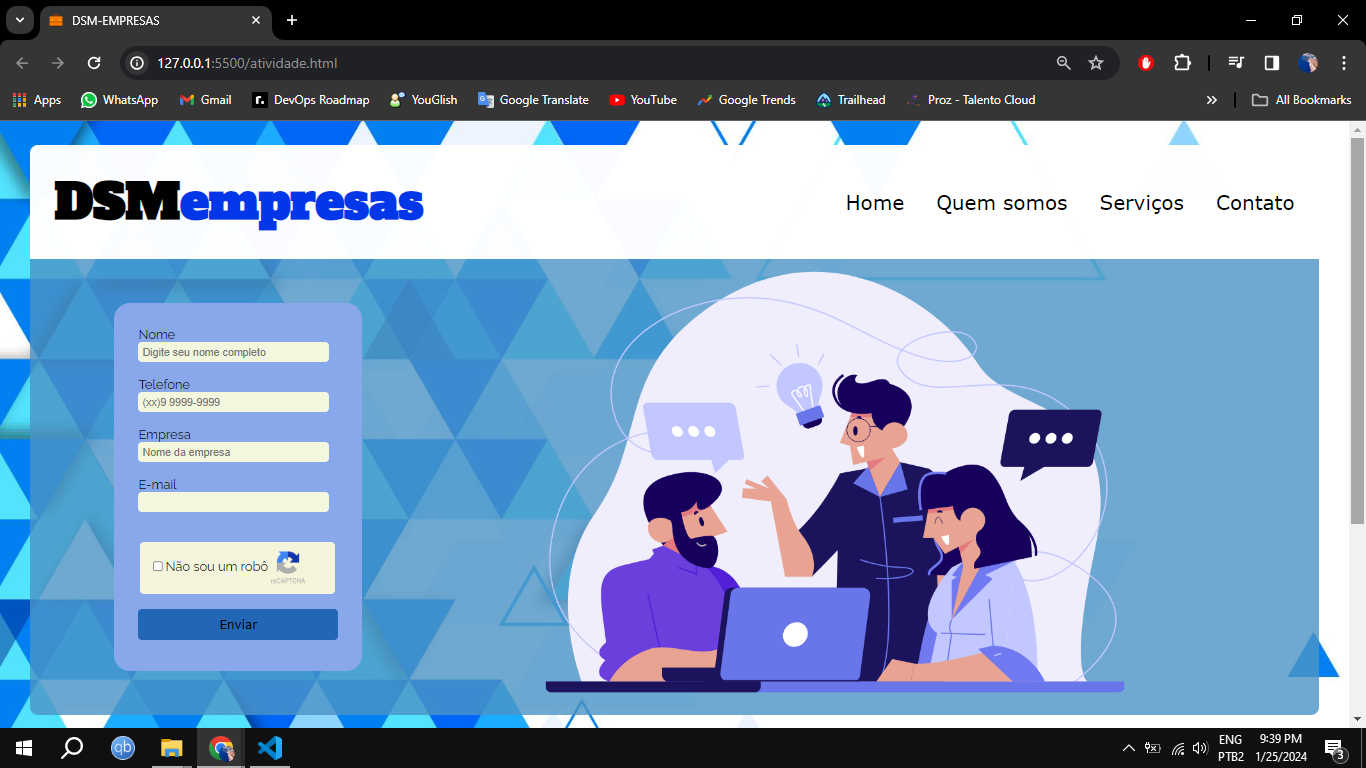 DSM-EMPRESAS
127.0.0.1:5500/atividade.html
Apps WhatsApp Gmail DevOps Roadmap YouGlish Google Translate YouTube Google Trends Trailhead Proz - Talento Cloud All Bookmarks
DSMempresas Home Quem somos Serviços Contato
Nome
Digite seu nome completo
Telefone
(xx)9 9999-9999
Empresa
Nome da empresa
E-mail
Não sou um robô
reCAPTCHA
Enviar
qb
ENG 9:39 PM
PTB2 1/25/2024
3